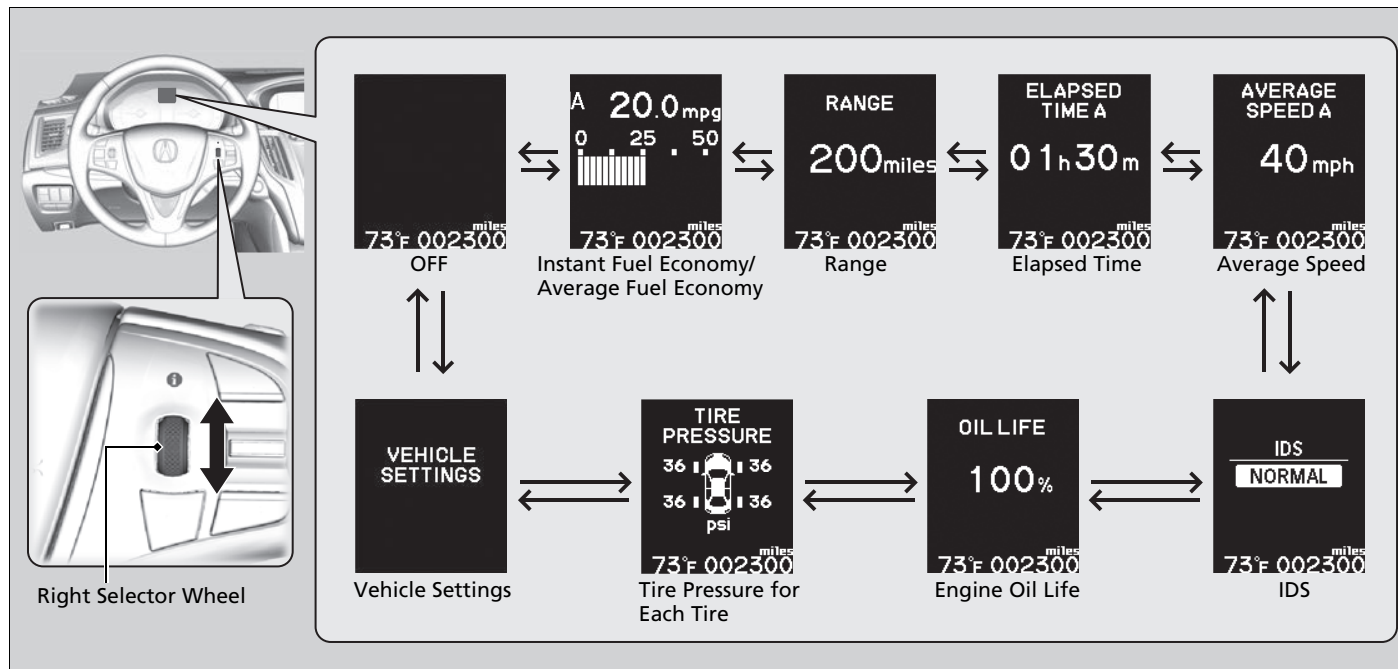 A 20.0 mpg
0 25 50
73°F 002300 miles
RANGE
200 miles
73°F 002300 miles
ELAPSED
TIME A
01h30m
73°F 002300 miles
AVERAGE
SPEED A
40 mph
73°F 002300 miles
73°F 002300 miles
OFF
Instant Fuel Economy/
Average Fuel Economy
Range
Elapsed Time
Average Speed
i
VEHICLE
SETTINGS
TIRE
PRESSURE
36 36
36 36
psi
73°F 002300 miles
OIL LIFE
100%
73°F 002300 miles
IDS
NORMAL
73°F 002300 miles
Right Selector Wheel
Vehicle Settings
Tire Pressure for
Each Tire
Engine Oil Life
IDS